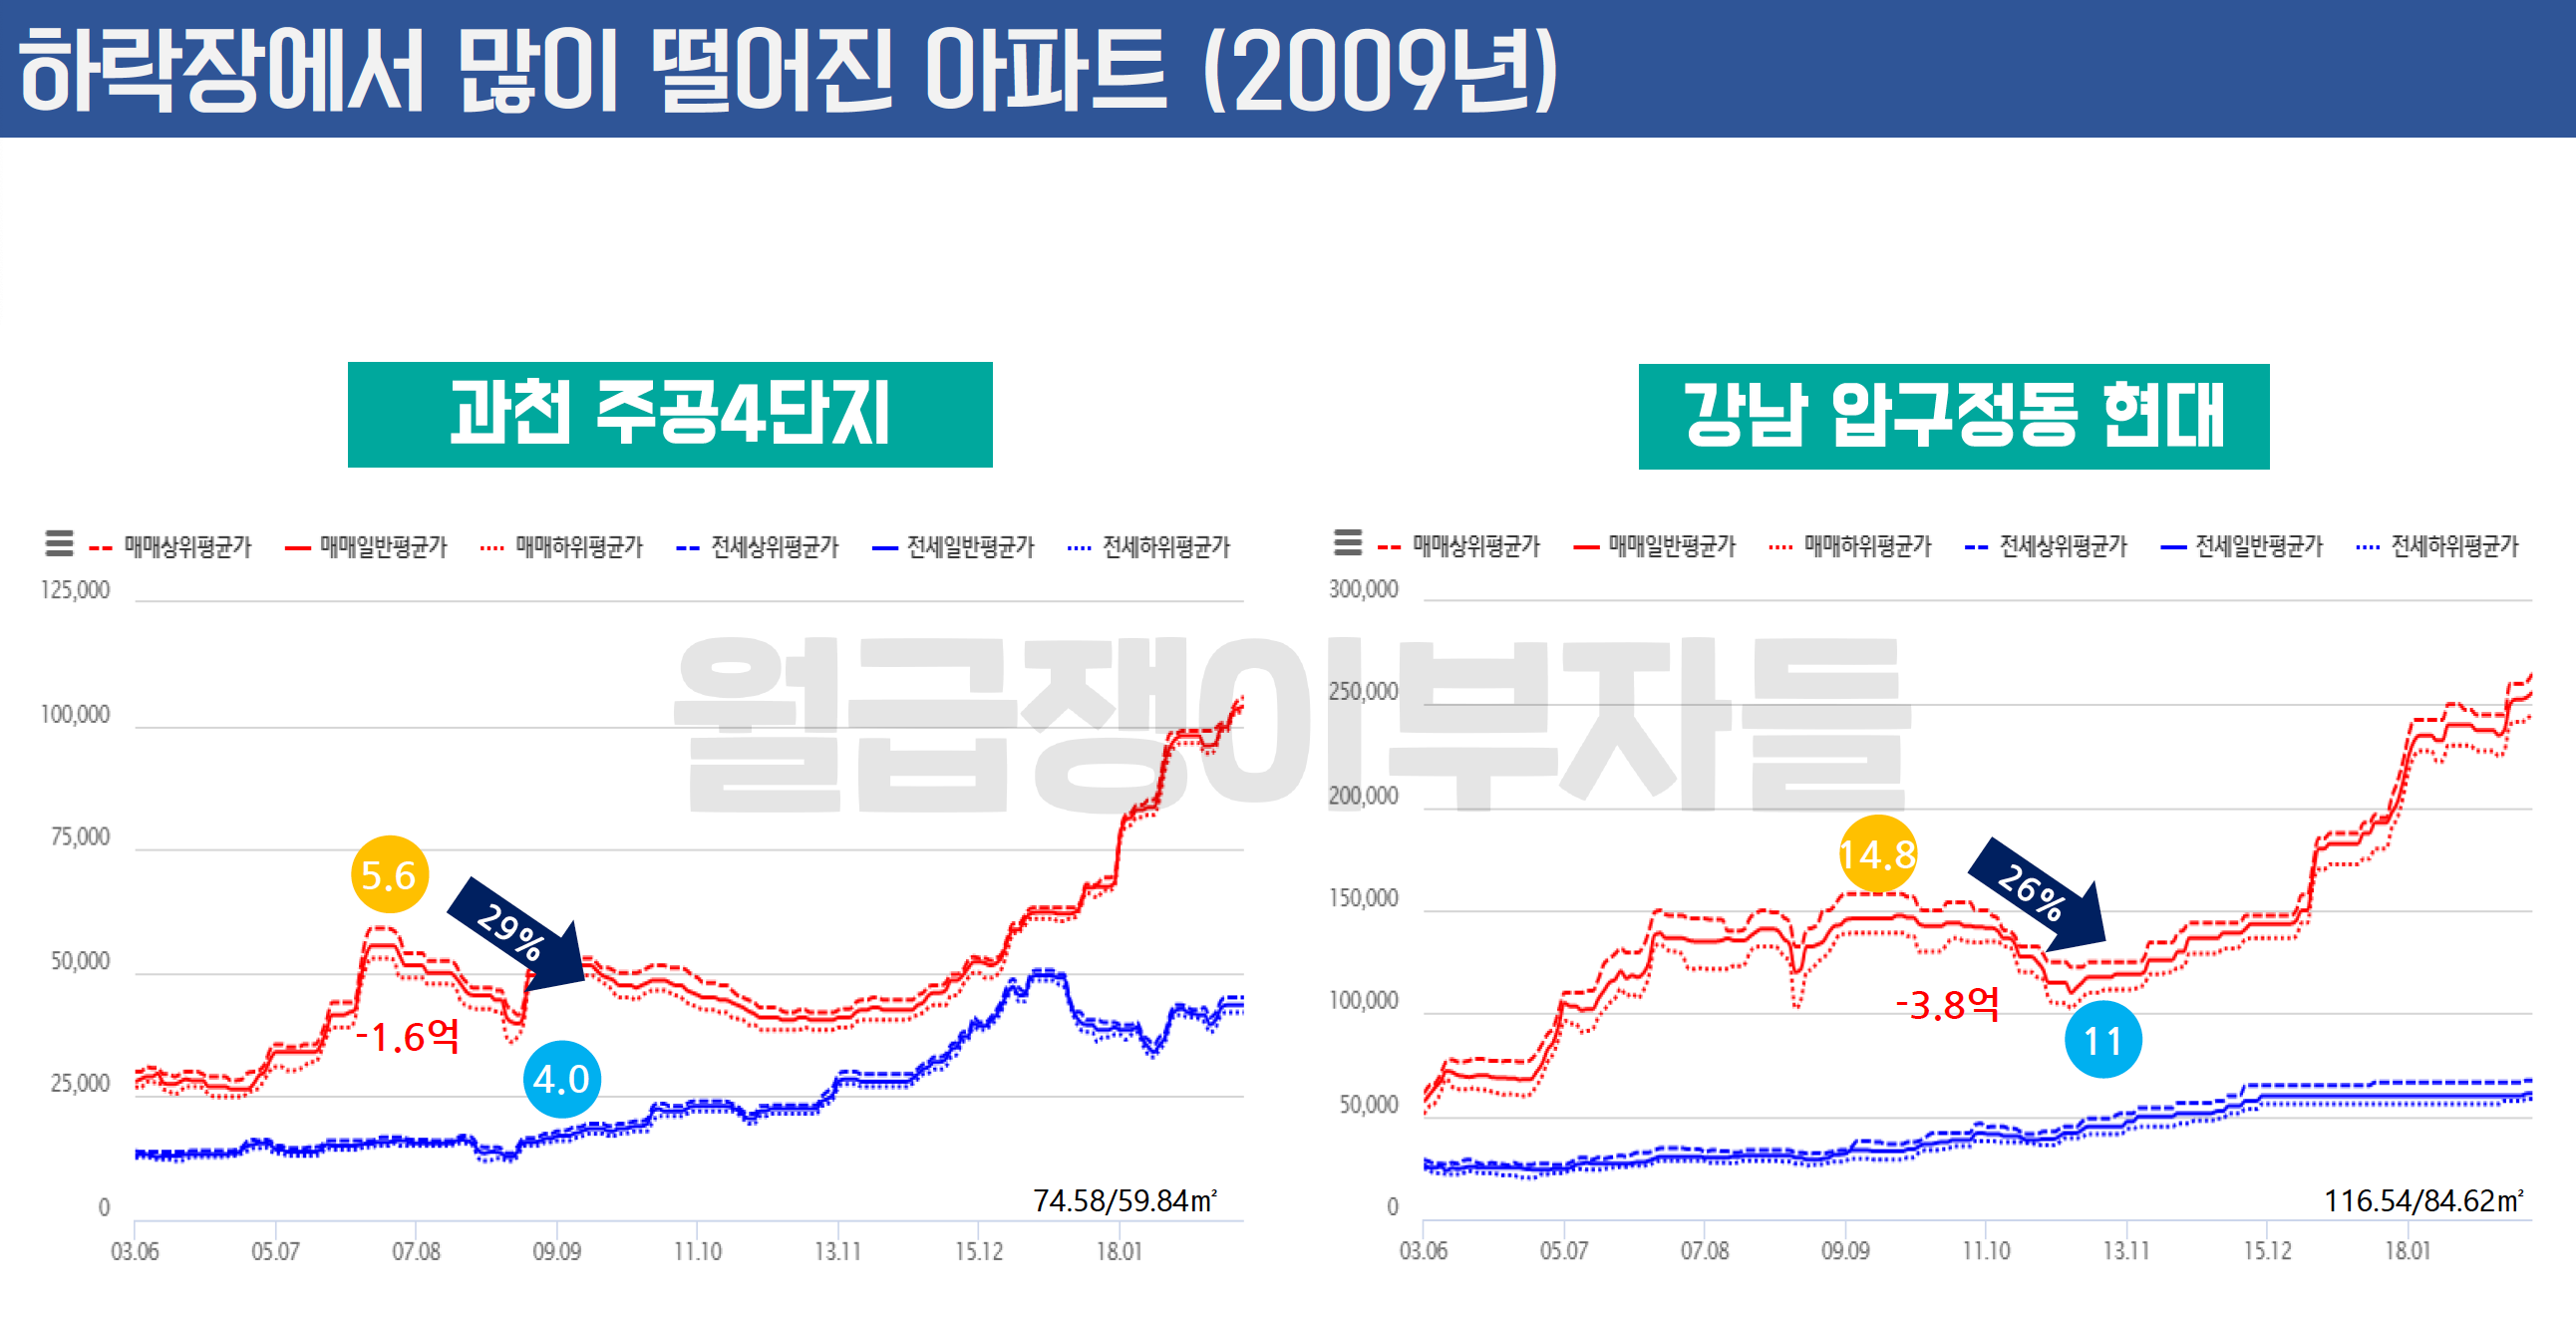 하락장에서 많이 떨어진 아파트 (2009년)
과천 주공4단지
매매상위평균가 매매일반평균가 매매하위평균가 전세상위평균가 전세일반평균가 전세하위평균가
125,000
100,000
75,000
50,000
25,000
0
5.6
29%
-1.6억
4.0
74.58/59.84㎡
03.06 05.07 07.08 09.09 11.10 13.11 15.12 18.01
강남 압구정동 현대
매매상위평균가 매매일반평균가 매매하위평균가 전세상위평균가 전세일반평균가 전세하위평균가
300,000
250,000
200,000
150,000
100,000
50,000
0
14.8
26%
-3.8억
11
116.54/84.62㎡
03.06 05.07 07.08 09.09 11.10 13.11 15.12 18.01
월급쟁이부자들